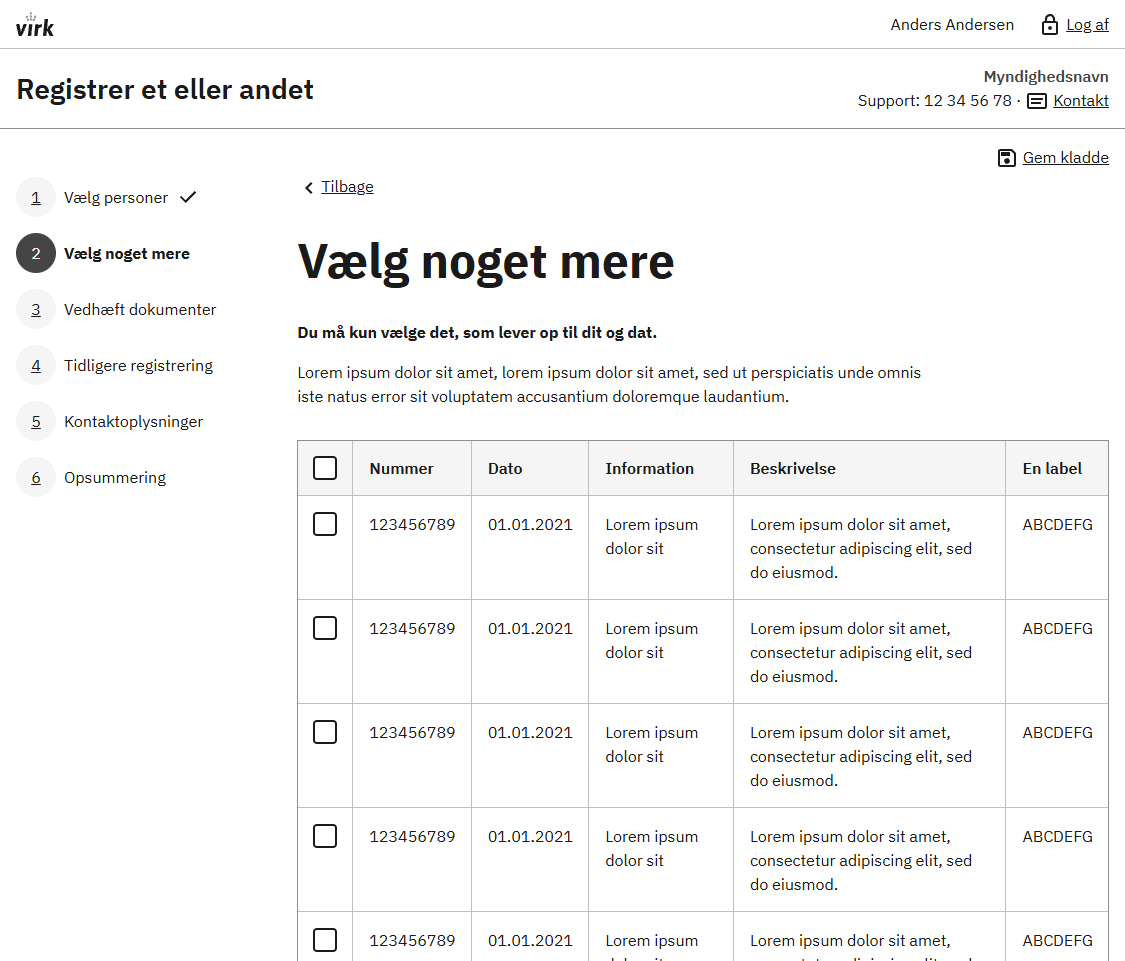 virk
Anders Andersen Log af
Registrer et eller andet
Myndighedsnavn
Support: 12 34 56 78 · Kontakt
Gem kladde
1 Vælg personer
2 Vælg noget mere
3 Vedhæft dokumenter
4 Tidligere registrering
5 Kontaktoplysninger
6 Opsummering
Tilbage
Vælg noget mere
Du må kun vælge det, som lever op til dit og dat.
Lorem ipsum dolor sit amet, lorem ipsum dolor sit amet, sed ut perspiciatis unde omnis
iste natus error sit voluptatem accusantium doloremque laudantium.
Nummer Dato Information Beskrivelse En label
123456789 01.01.2021 Lorem ipsum Lorem ipsum dolor sit amet, ABCDEFG
dolor sit consectetur adipiscing elit, sed
do eiusmod.
123456789 01.01.2021 Lorem ipsum Lorem ipsum dolor sit amet, ABCDEFG
dolor sit consectetur adipiscing elit, sed
do eiusmod.
123456789 01.01.2021 Lorem ipsum Lorem ipsum dolor sit amet, ABCDEFG
dolor sit consectetur adipiscing elit, sed
do eiusmod.
123456789 01.01.2021 Lorem ipsum Lorem ipsum dolor sit amet, ABCDEFG
dolor sit consectetur adipiscing elit, sed
do eiusmod.
123456789 01.01.2021 Lorem ipsum Lorem ipsum dolor sit amet, ABCDEFG